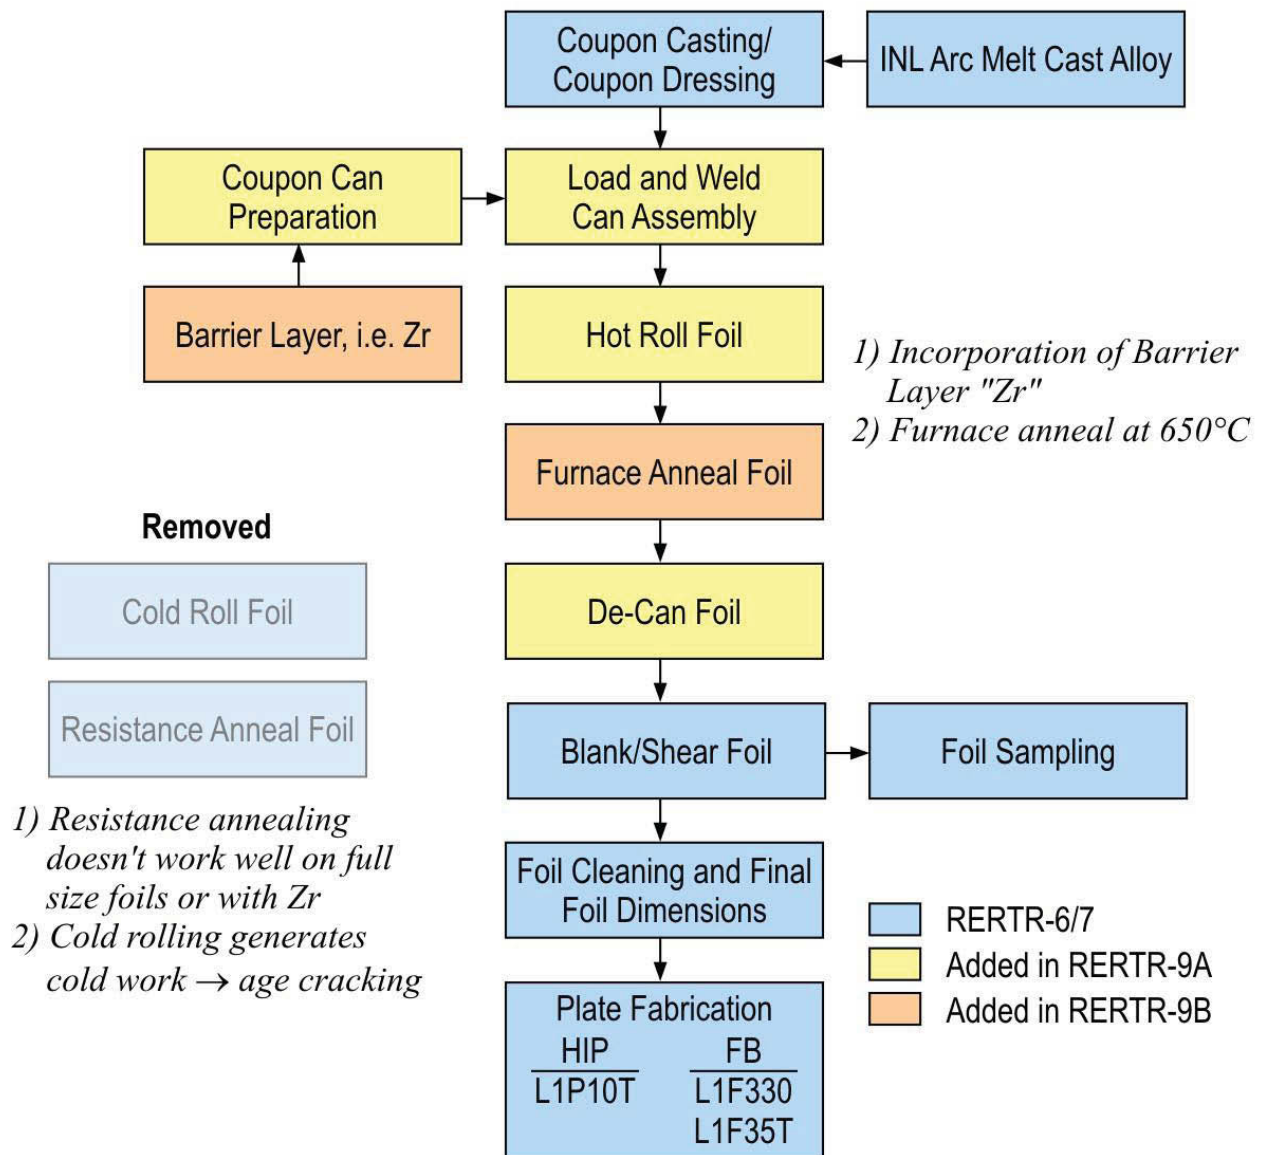 Coupon Casting/
Coupon Dressing
INL Arc Melt Cast Alloy
Coupon Can
Preparation
Load and Weld
Can Assembly
Barrier Layer, i.e. Zr
Hot Roll Foil
1) Incorporation of Barrier
Layer "Zr"
2) Furnace anneal at 650°C
Furnace Anneal Foil
Removed
Cold Roll Foil
De-Can Foil
Resistance Anneal Foil
Blank/Shear Foil
Foil Sampling
1) Resistance annealing
doesn't work well on full
size foils or with Zr
2) Cold rolling generates
cold work → age cracking
Foil Cleaning and Final
Foil Dimensions
RERTR-6/7
Added in RERTR-9A
Added in RERTR-9B
Plate Fabrication
HIP
L1P10T
FB
L1F330
L1F35T